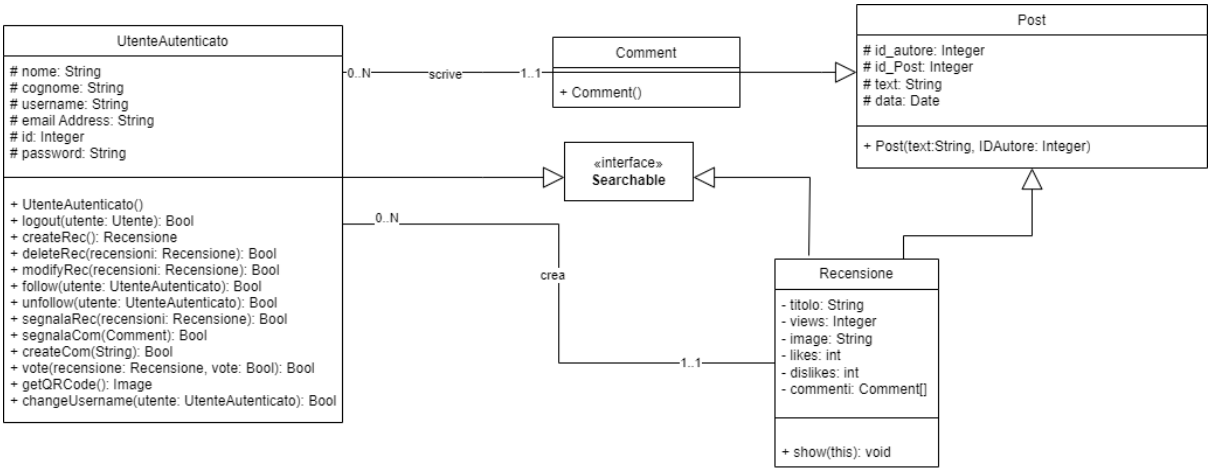 UtenteAutenticato
# nome: String
# cognome: String
# username: String
# email Address: String
# id: Integer
# password: String
+ UtenteAutenticato()
+ logout(utente: Utente): Bool
+ createRec(): Recensione
+ deleteRec(recensioni: Recensione): Bool
+ modifyRec(recensioni: Recensione): Bool
+ follow(utente: UtenteAutenticato): Bool
+ unfollow(utente: UtenteAutenticato): Bool
+ segnalaRec(recensioni: Recensione): Bool
+ segnalaCom(Comment): Bool
+ createCom(String): Bool
+ vote(recensione: Recensione, vote: Bool): Bool
+ getQRCode(): Image
+ changeUsername(utente: UtenteAutenticato): Bool
0..N
scrive
1..1
Comment
+ Comment()
Post
# id_autore: Integer
# id_Post: Integer
# text: String
# data: Date
+ Post(text:String, IDAutore: Integer)
«interface»
Searchable
0..N
crea
1..1
Recensione
- titolo: String
- views: Integer
- image: String
- likes: int
- dislikes: int
- commenti: Comment[]
+ show(this): void